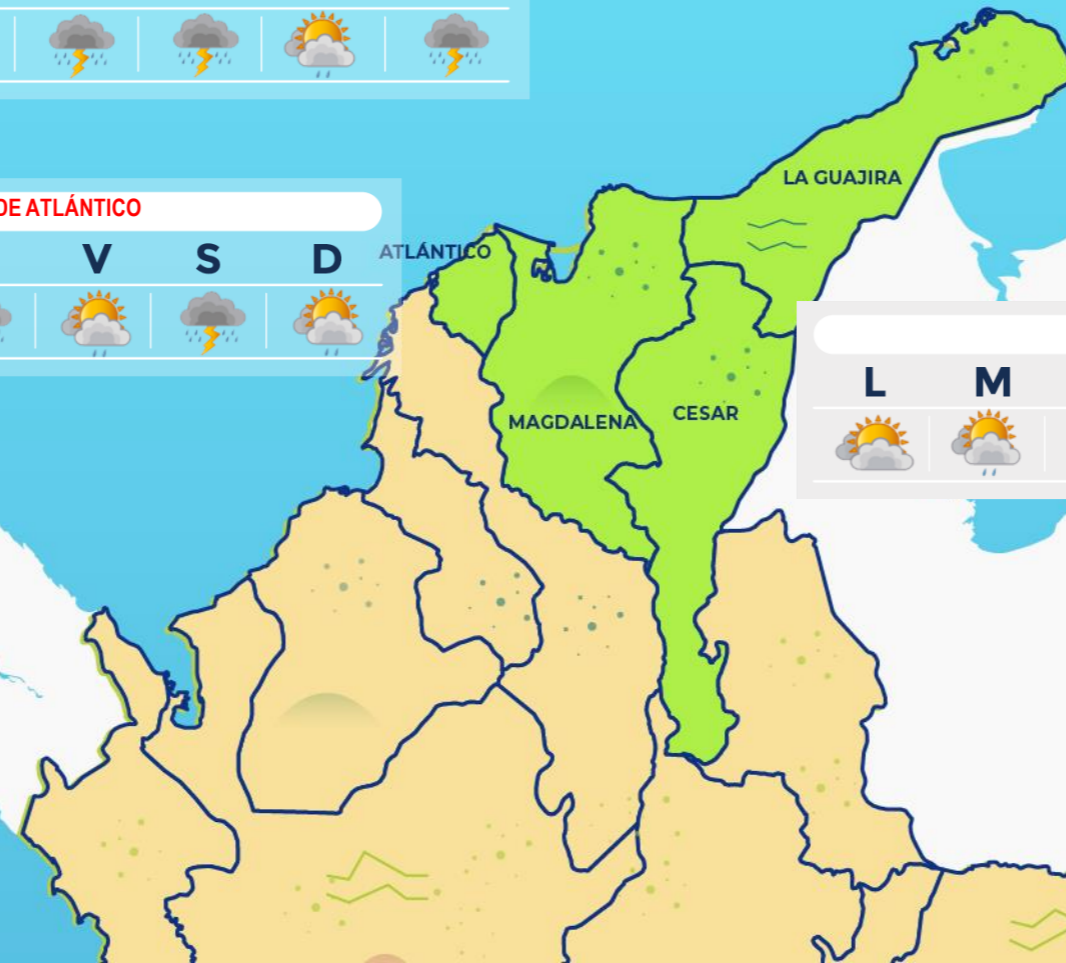 LA GUAJIRA
DE ATLÁNTICO
V S D
ATLÁNTICO
L M
MAGDALENA
CESAR